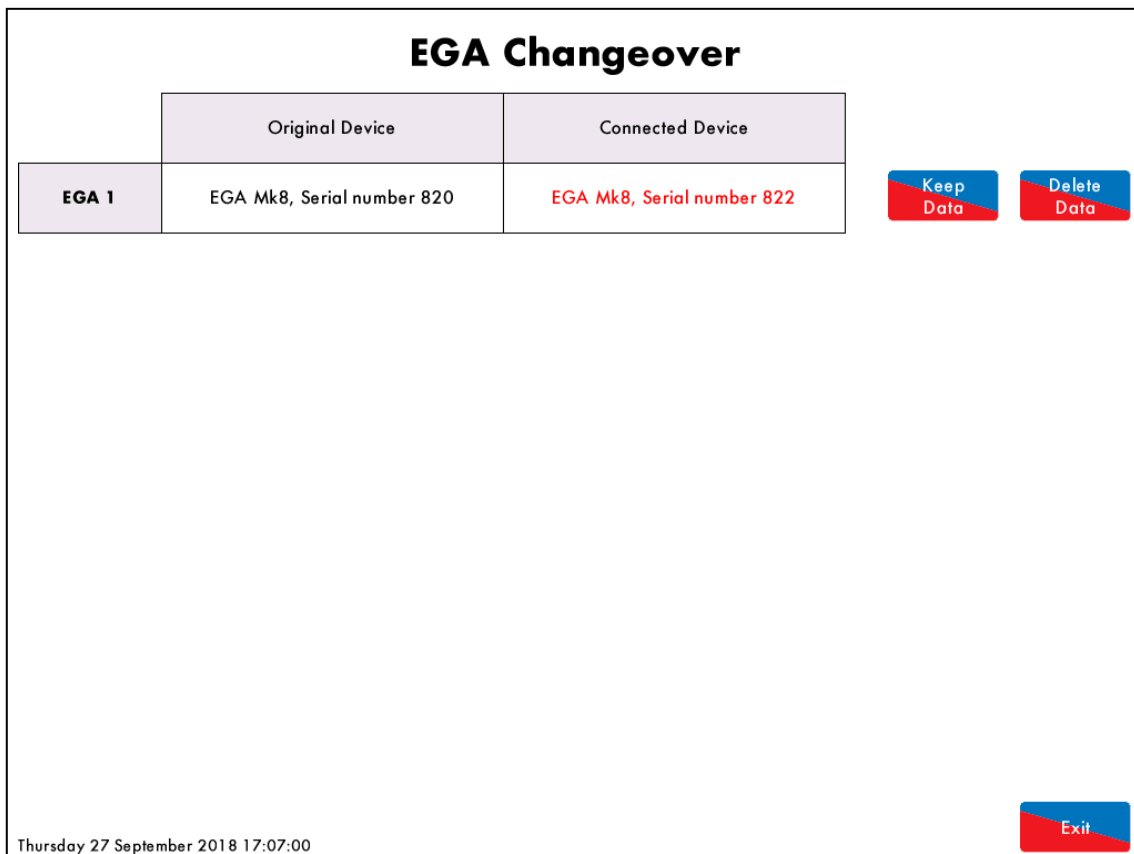 EGA Changeover
Original Device
Connected Device
EGA 1
EGA Mk8, Serial number 820
EGA Mk8, Serial number 822
Keep
Data
Delete
Data
Exit
Thursday 27 September 2018 17:07:00